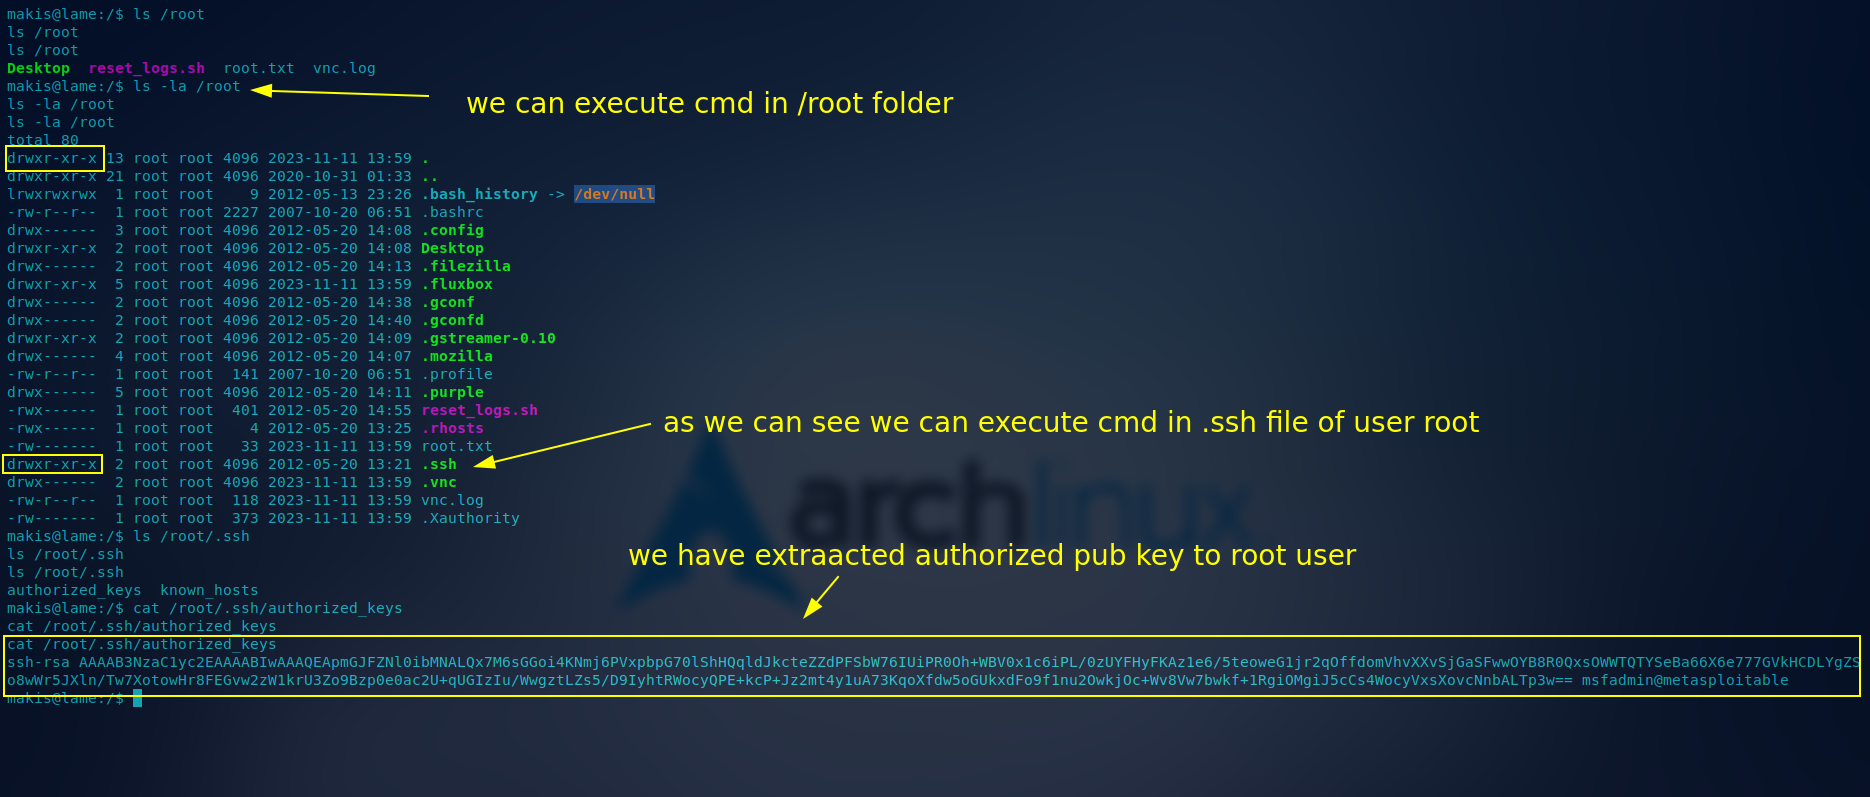 makis@lame:/$ ls /root
ls /root
ls /root
Desktop  reset_logs.sh  root.txt  vnc.log
makis@lame:/$ ls -la /root
we can execute cmd in /root folder
ls -la /root
ls -la /root
total 80
drwxr-xr-x 13 root root 4096 2023-11-11 13:59 .
drwxr-xr-x 21 root root 4096 2020-10-31 01:33 ..
lrwxrwxrwx  1 root root    9 2012-05-13 23:26 .bash_history -> /dev/null
-rw-r--r--  1 root root 2227 2007-10-20 06:51 .bashrc
drwx------  3 root root 4096 2012-05-20 14:08 .config
drwxr-xr-x  2 root root 4096 2012-05-20 14:08 Desktop
drwx------  2 root root 4096 2012-05-20 14:13 .filezilla
drwxr-xr-x  5 root root 4096 2023-11-11 13:59 .fluxbox
drwx------  2 root root 4096 2012-05-20 14:38 .gconf
drwx------  2 root root 4096 2012-05-20 14:40 .gconfd
drwxr-xr-x  2 root root 4096 2012-05-20 14:09 .gstreamer-0.10
drwx------  4 root root 4096 2012-05-20 14:07 .mozilla
-rw-r--r--  1 root root  141 2007-10-20 06:51 .profile
drwx------  5 root root 4096 2012-05-20 14:11 .purple
-rwx------  1 root root  401 2012-05-20 14:55 reset_logs.sh
as we can see we can execute cmd in .ssh file of user root
-rwx------  1 root root    4 2012-05-20 13:25 .rhosts
-rw-------  1 root root   33 2023-11-11 13:59 root.txt
drwxr-xr-x  2 root root 4096 2012-05-20 13:21 .ssh
drwx------  2 root root 4096 2023-11-11 13:59 .vnc
-rw-r--r--  1 root root  118 2023-11-11 13:59 vnc.log
-rw-------  1 root root  373 2023-11-11 13:59 .Xauthority
archlinux
makis@lame:/$ ls /root/.ssh
ls /root/.ssh
we have extraacted authorized pub key to root user
ls /root/.ssh
authorized_keys  known_hosts
makis@lame:/$ cat /root/.ssh/authorized_keys
cat /root/.ssh/authorized_keys
cat /root/.ssh/authorized_keys
ssh-rsa AAAAB3NzaC1yc2EAAAABIwAAAQEApmGJFZNl0ibMNALQx7M6sGGoi4KNmj6PVxpbpG70lShHQqldJkcteZZdPFSbW76IUiPR0Oh+WBV0x1c6iPL/0zUYFHyFKAz1e6/5teoweG1jr2qOffdomVhvXXvSjGaSFwwOYB8R0QxsOWWTQTYSeBa66X6e777GVkHCDLYgZS
o8wWr5JXln/Tw7XotowHr8FEGvw2zW1krU3Zo9Bzp0e0ac2U+qUGIzIu/WwgztLZs5/D9IyhtRWocyQPE+kcP+Jz2mt4y1uA73KqoXfdw5oGUkxdFo9f1nu2OwkjOc+Wv8Vw7bwkf+1RgiOMgiJ5cCs4WocyVxsXovcNnbALTp3w== msfadmin@metasploitable
makis@lame:/$